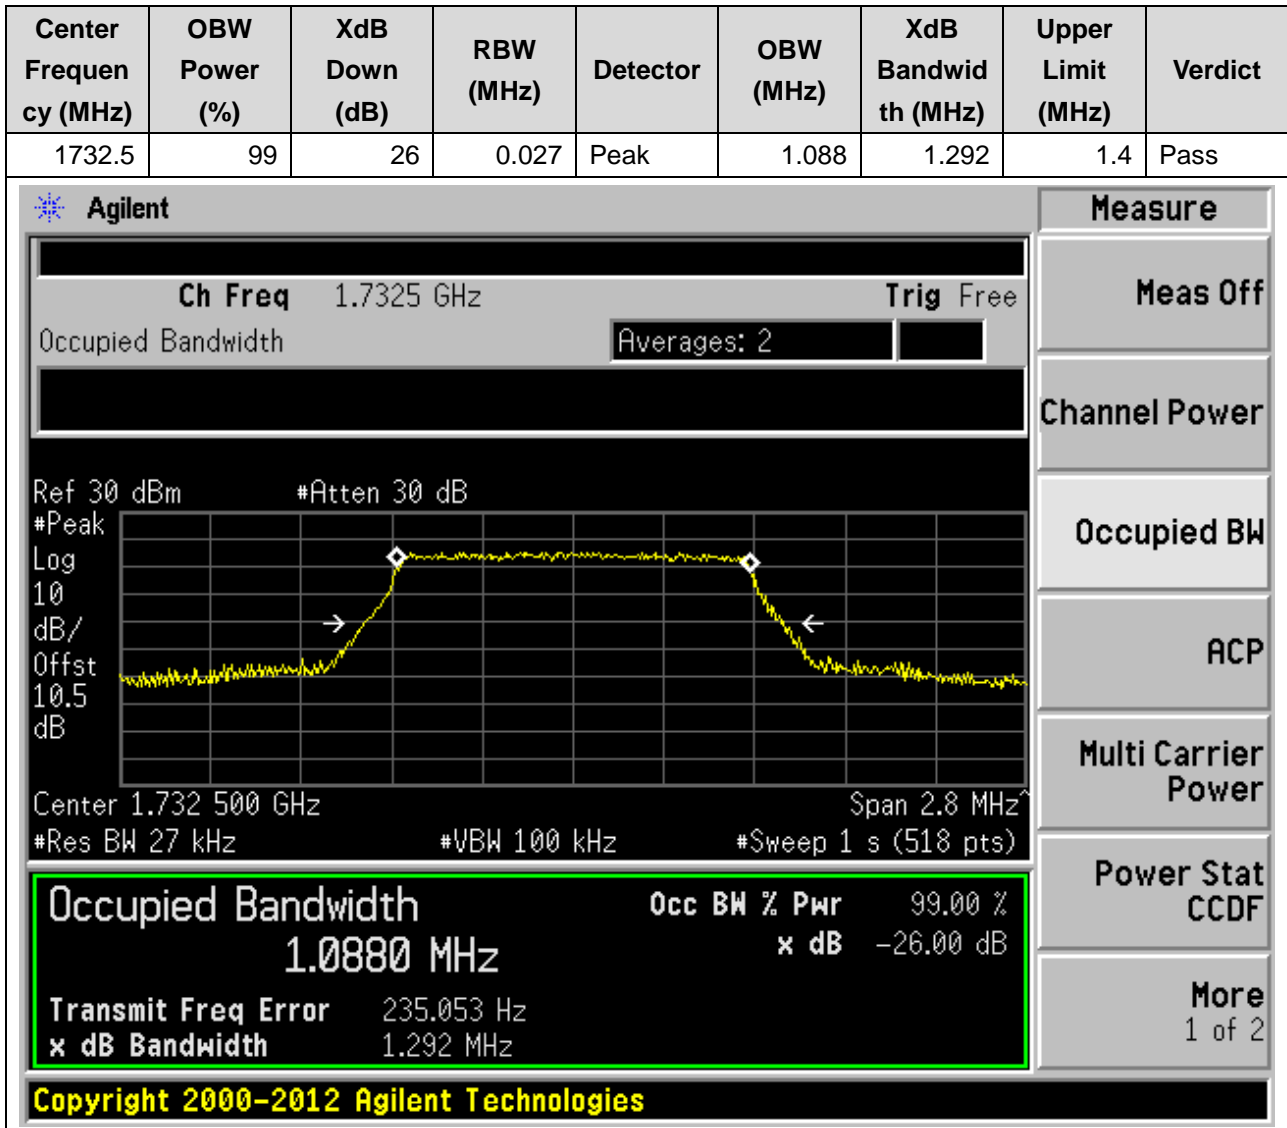 Center Frequen cy (MHz) OBW Power (%) XdB Down (dB) RBW (MHz) Detector OBW (MHz) XdB Bandwid th (MHz) Upper Limit (MHz) Verdict
1732.5 99 26 0.027 Peak 1.088 1.292 1.4 Pass
Agilent
Measure
Ch Freq 1.7325 GHz Trig Free
Occupied Bandwidth Averages: 2
Ref 30 dBm #Atten 30 dB
#Peak
Log
10
dB/
Offst
10.5
dB
Center 1.732 500 GHz Span 2.8 MHz^
#Res BW 27 kHz #VBW 100 kHz #Sweep 1 s (518 pts)
Occupied Bandwidth Occ BW % Pwr 99.00 %
1.0880 MHz x dB -26.00 dB
Transmit Freq Error 235.053 Hz
x dB Bandwidth 1.292 MHz
Meas Off
Channel Power
Occupied BW
ACP
Multi Carrier
Power
Power Stat
CCDF
More
1 of 2
Copyright 2000-2012 Agilent Technologies